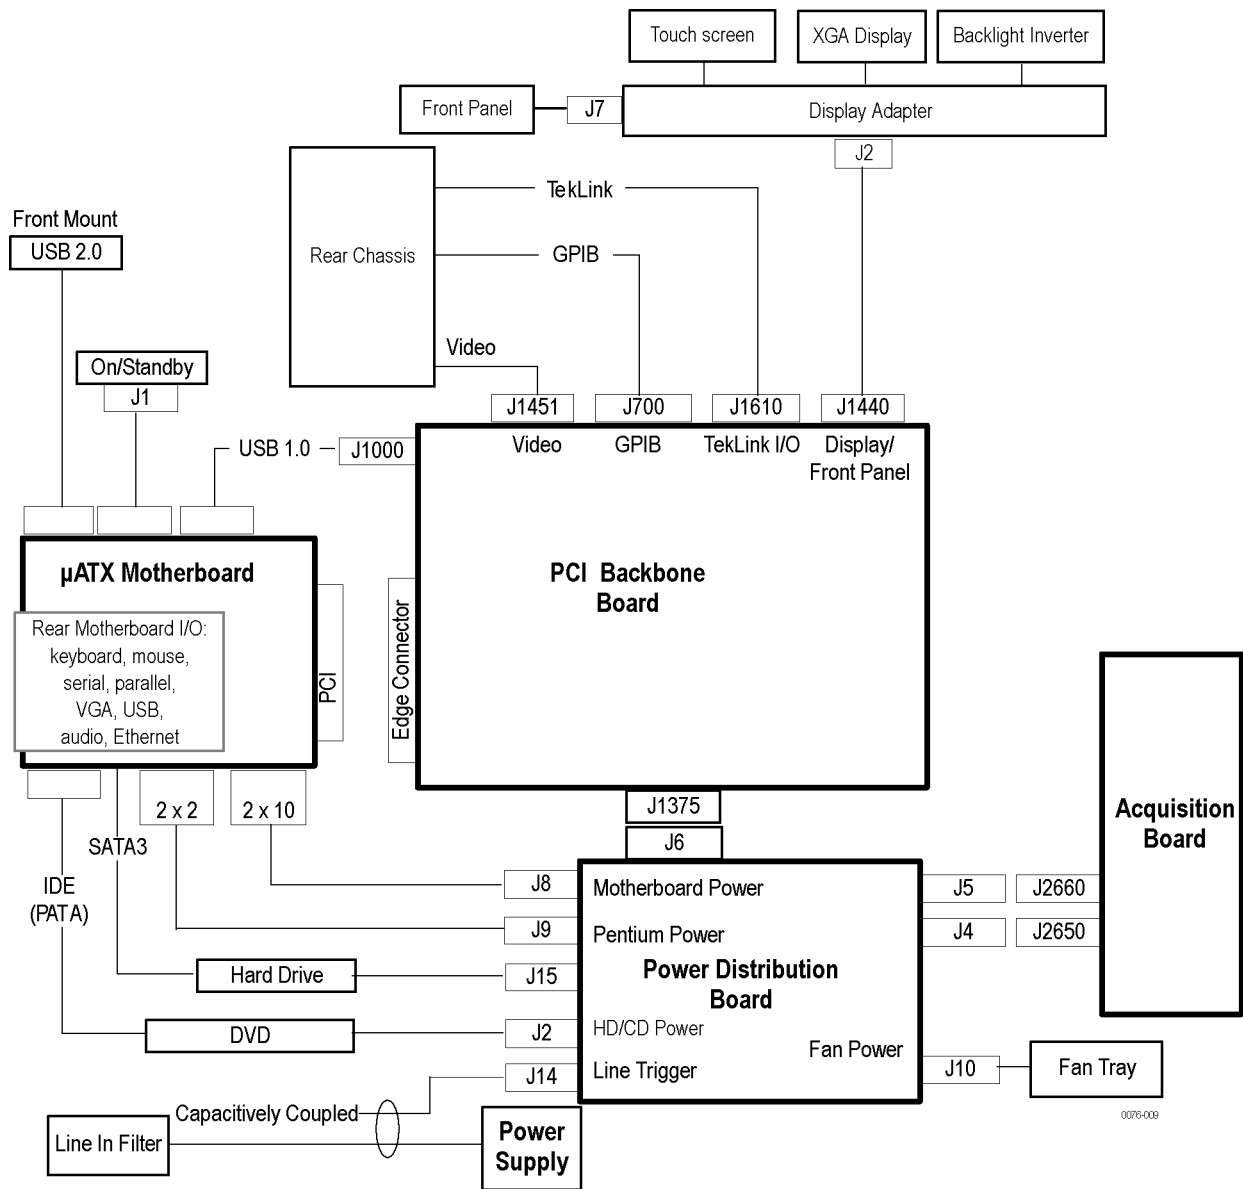 Touch screen
XGA Display
Backlight Inverter
Front Panel
J7
Display Adapter
J2
TekLink
Front Mount
USB 2.0
Rear Chassis
GPIB
Video
On/Standby
J1
J1451
J700
J1610
J1440
USB 1.0
J1000
Video
GPIB
TekLink I/O
Display/
Front Panel
µATX Motherboard
PCI Backbone
Board
Rear Motherboard I/O:
keyboard, mouse,
serial, parallel,
VGA, USB,
audio, Ethernet
PCI
Edge Connector
2 x 2
2 x 10
J1375
J6
Acquisition
Board
SATA3
IDE
(PATA)
J8
Motherboard Power
J5
J2660
J9
Pentium Power
J4
J2650
Hard Drive
J15
Power Distribution
Board
DVD
J2
HD/CD Power
Fan Power
J14
Line Trigger
J10
Fan Tray
Capacitively Coupled
0076-009
Line In Filter
Power
Supply